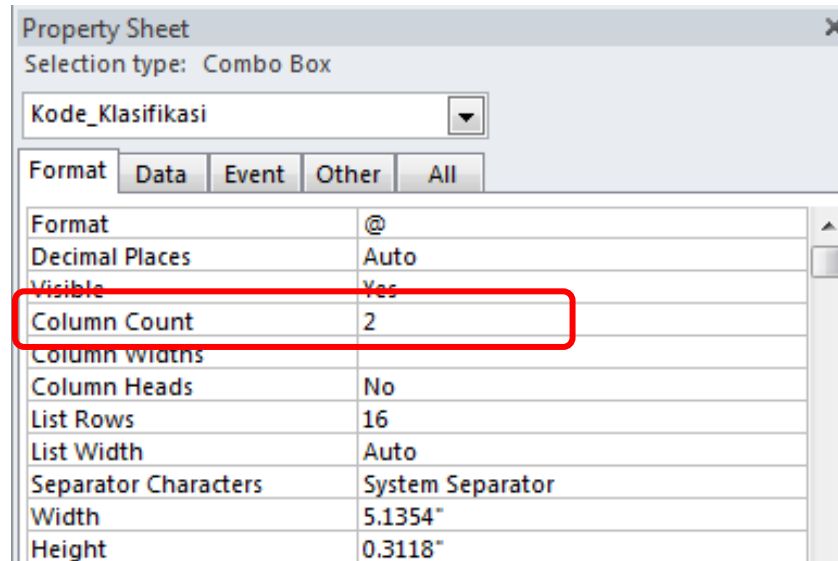 Property Sheet
Selection type: Combo Box
Kode_Klasifikasi
Format Data Event Other All
Format @
Decimal Places Auto
Visible Yes
Column Count 2
Column Widths
Column Heads No
List Rows 16
List Width Auto
Separator Characters System Separator
Width 5.1354"
Height 0.3118"